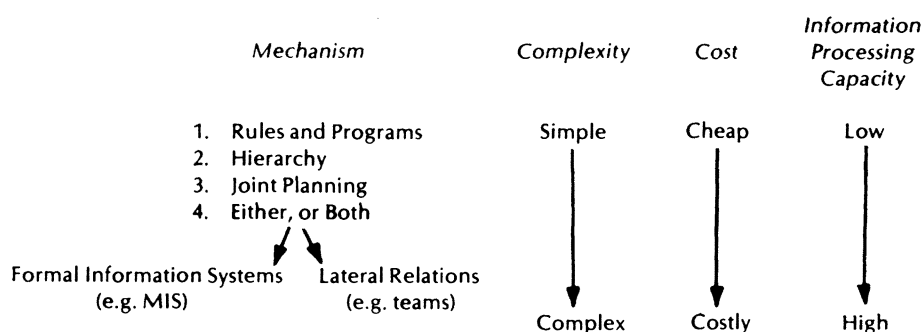 Mechanism Complexity Cost Information Processing Capacity
1. Rules and Programs Simple Cheap Low
2. Hierarchy
3. Joint Planning
4. Either, or Both
Formal Information Systems Lateral Relations
(e.g. MIS) (e.g. teams)
Complex Costly High